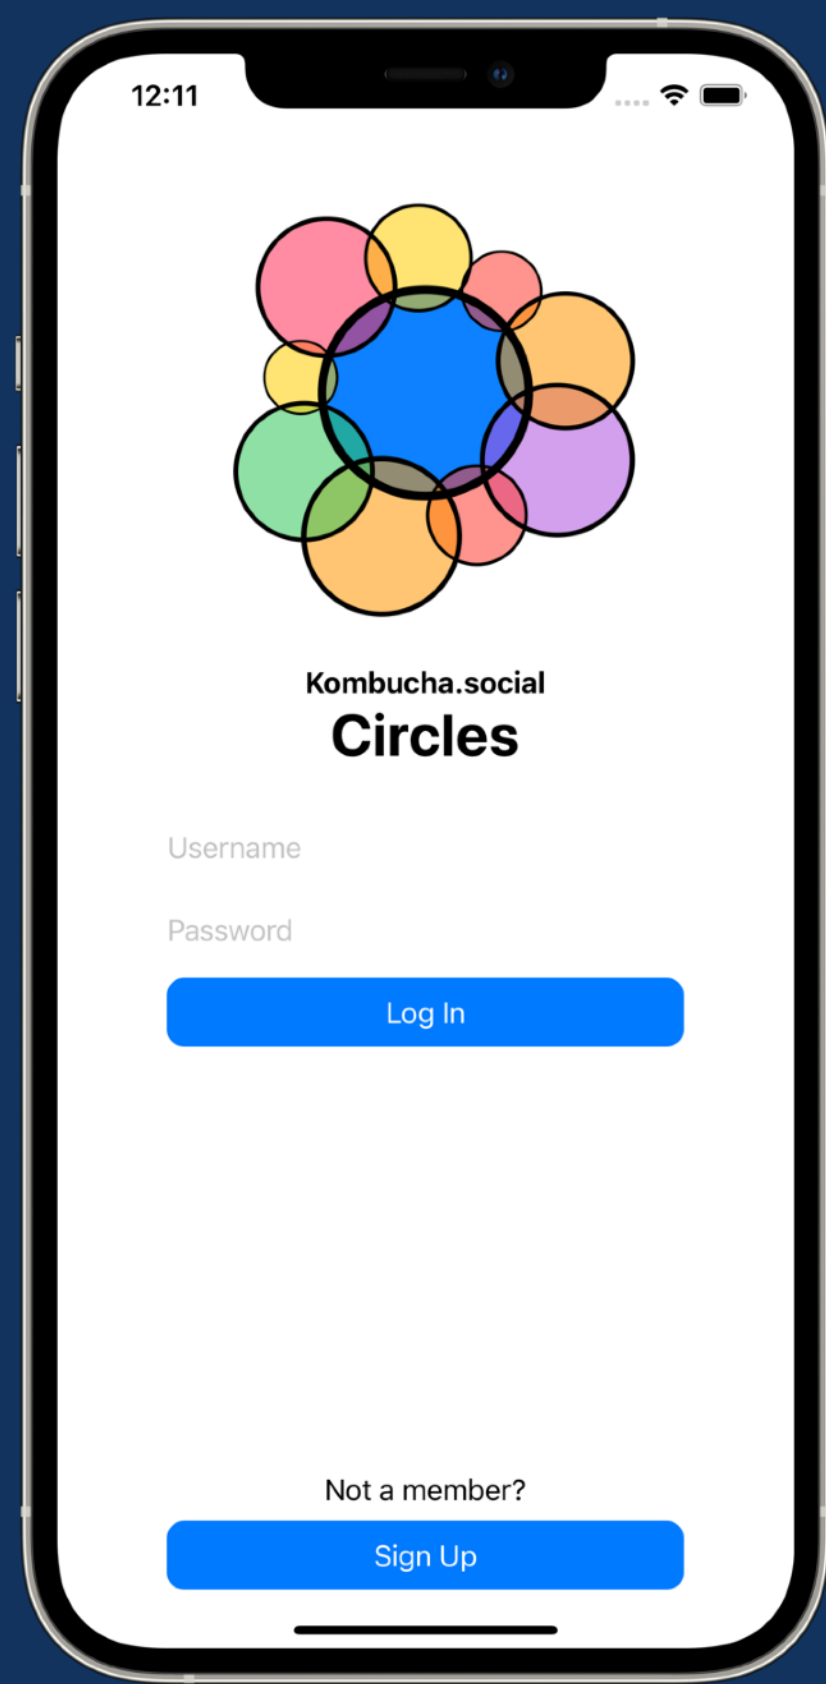 12:11
Kombucha.social
Circles
Username
Password
Log In
Not a member?
Sign Up